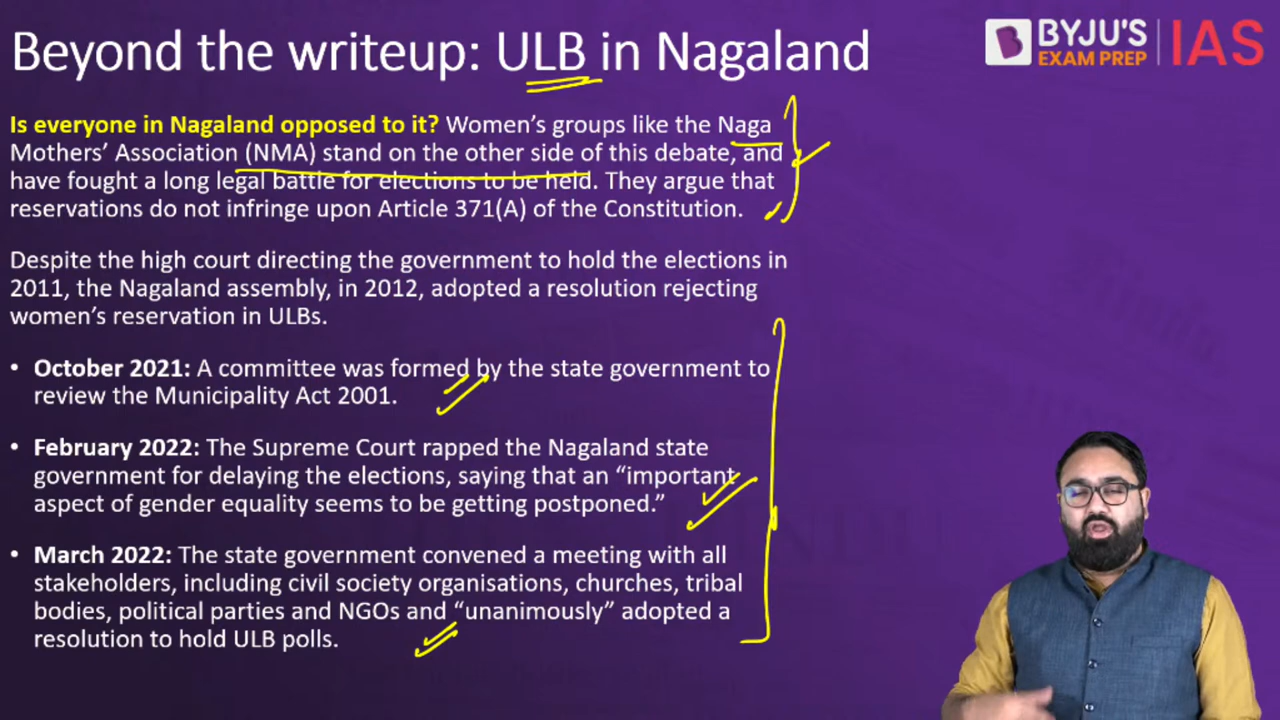 Beyond the writeup: ULB in Nagaland
BYJU'S
EXAM PREP
IAS
Is everyone in Nagaland opposed to it? Women's groups like the Naga
Mothers' Association (NMA) stand on the other side of this debate, and
have fought a long legal battle for elections to be held. They argue that
reservations do not infringe upon Article 371(A) of the Constitution.
Despite the high court directing the government to hold the elections in
2011, the Nagaland assembly, in 2012, adopted a resolution rejecting
women's reservation in ULBs.
• October 2021: A committee was formed by the state government to
review the Municipality Act 2001.
• February 2022: The Supreme Court rapped the Nagaland state
government for delaying the elections, saying that an “important
aspect of gender equality seems to be getting postponed.”
• March 2022: The state government convened a meeting with all
stakeholders, including civil society organisations, churches, tribal
bodies, political parties and NGOs and “unanimously” adopted a
resolution to hold ULB polls.